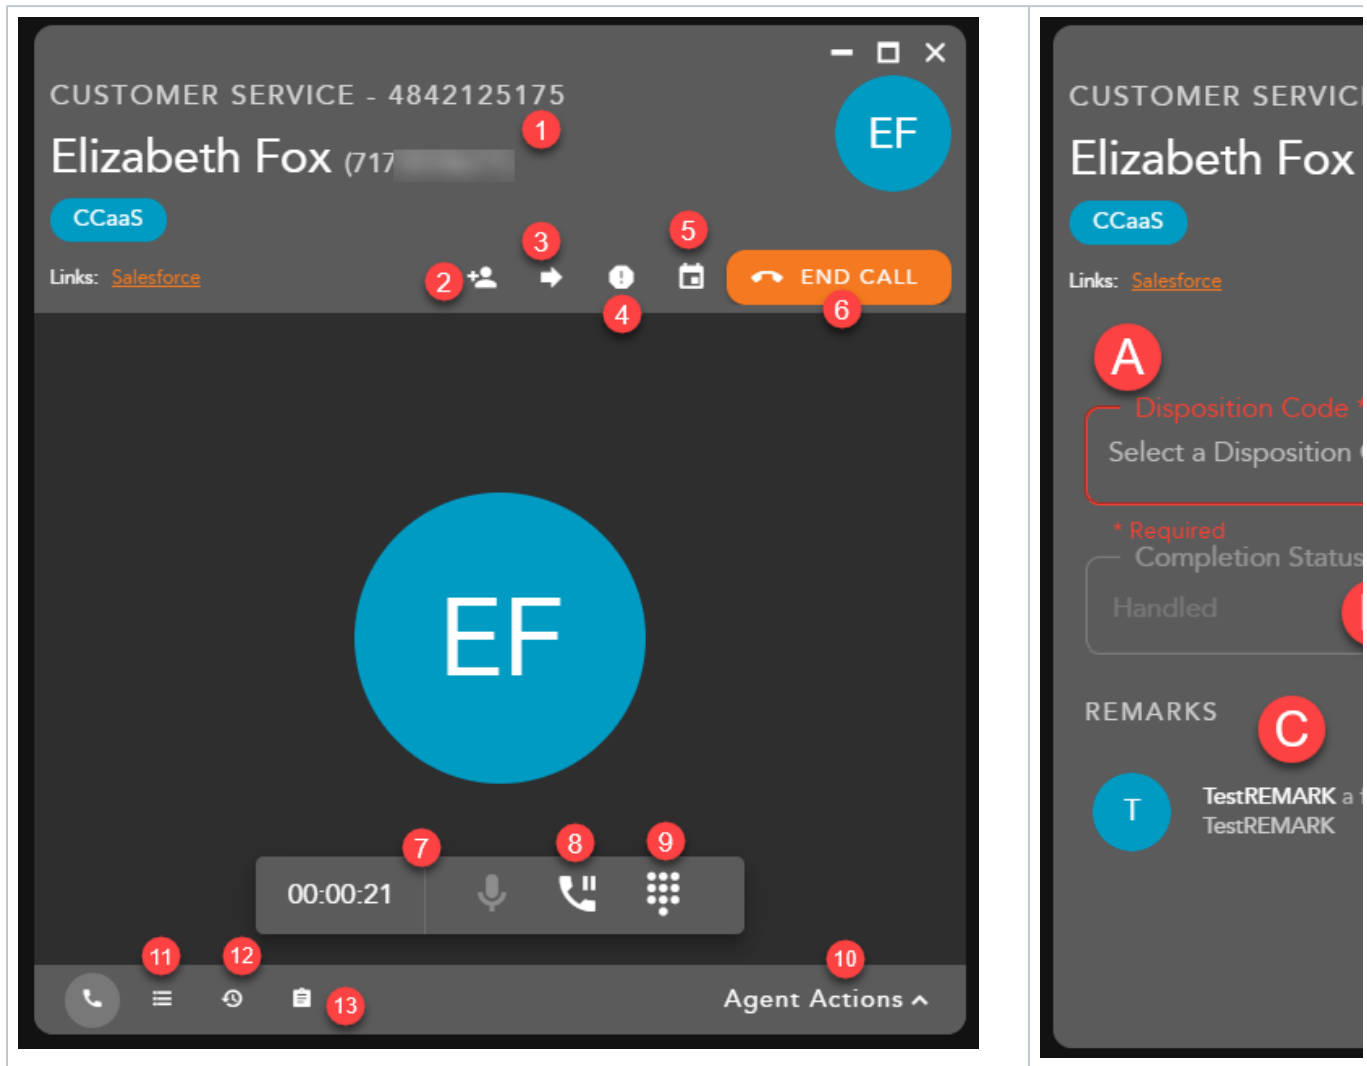 CUSTOMER SERVICE - 4842125175
1
Elizabeth Fox (717
EF
CCaaS
3
5
Links: Salesforce
2
END CALL
4
6
EF
7
8
9
00:00:21
11
12
10
13
Agent Actions
CUSTOMER SERVICE
Elizabeth Fox
CCaaS
Links: Salesforce
A
Disposition Code *
Select a Disposition
* Required
Completion Status
Handled
REMARKS
C
T
TestREMARK a
TestREMARK